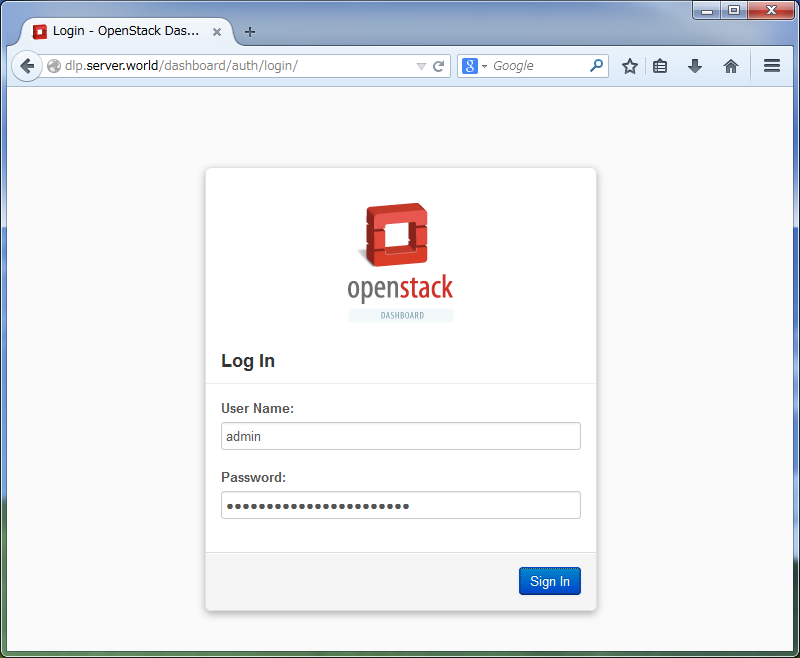 Login - OpenStack Das...
dlp.server.world/dashboard/auth/login/
8
Google
openstack
DASHBOARD
Log In
User Name:
admin
Password:
●●●●●●●●●●●●●●●●●●●●●●●
Sign In